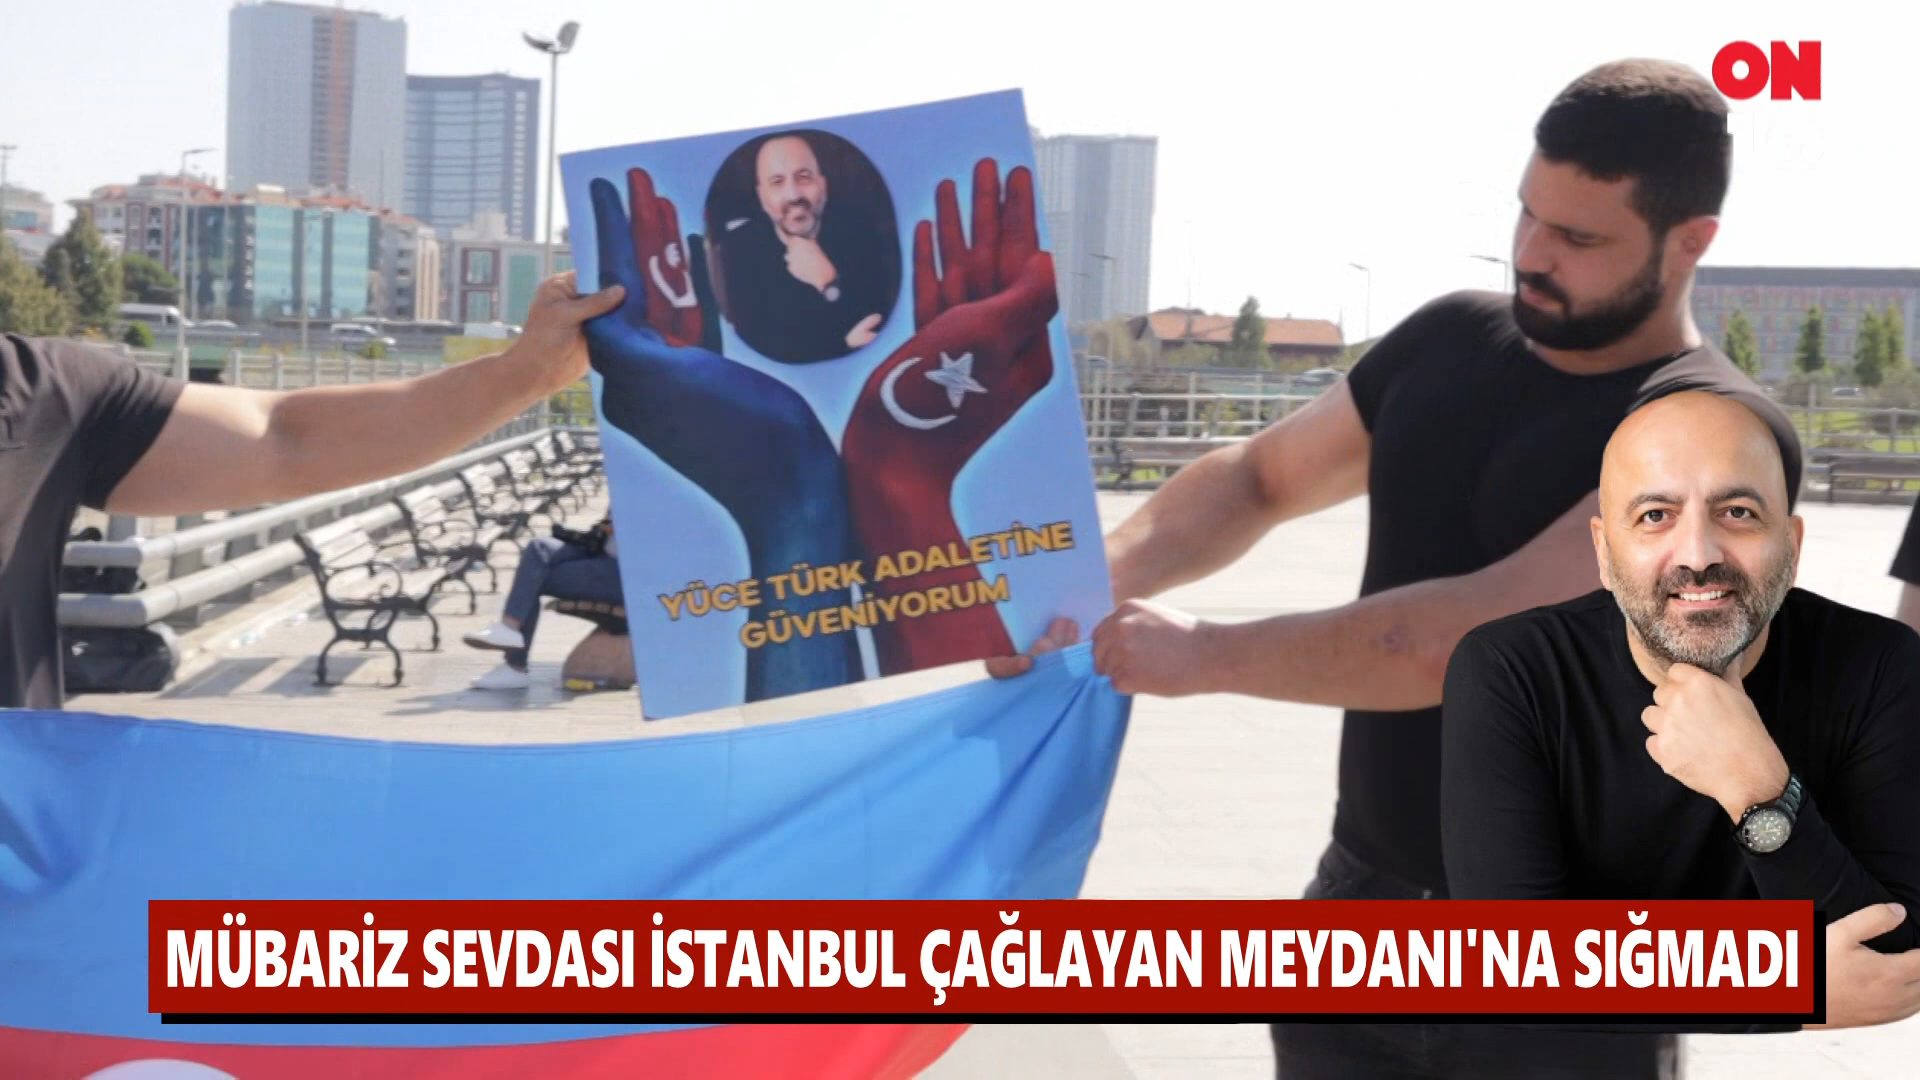 ON
YÜCE TÜRK ADALETİNE
GÜVENİYORUM
MÜBARİZ SEVDASI İSTANBUL ÇAĞLAYAN MEYDANI'NA SIĞMADI